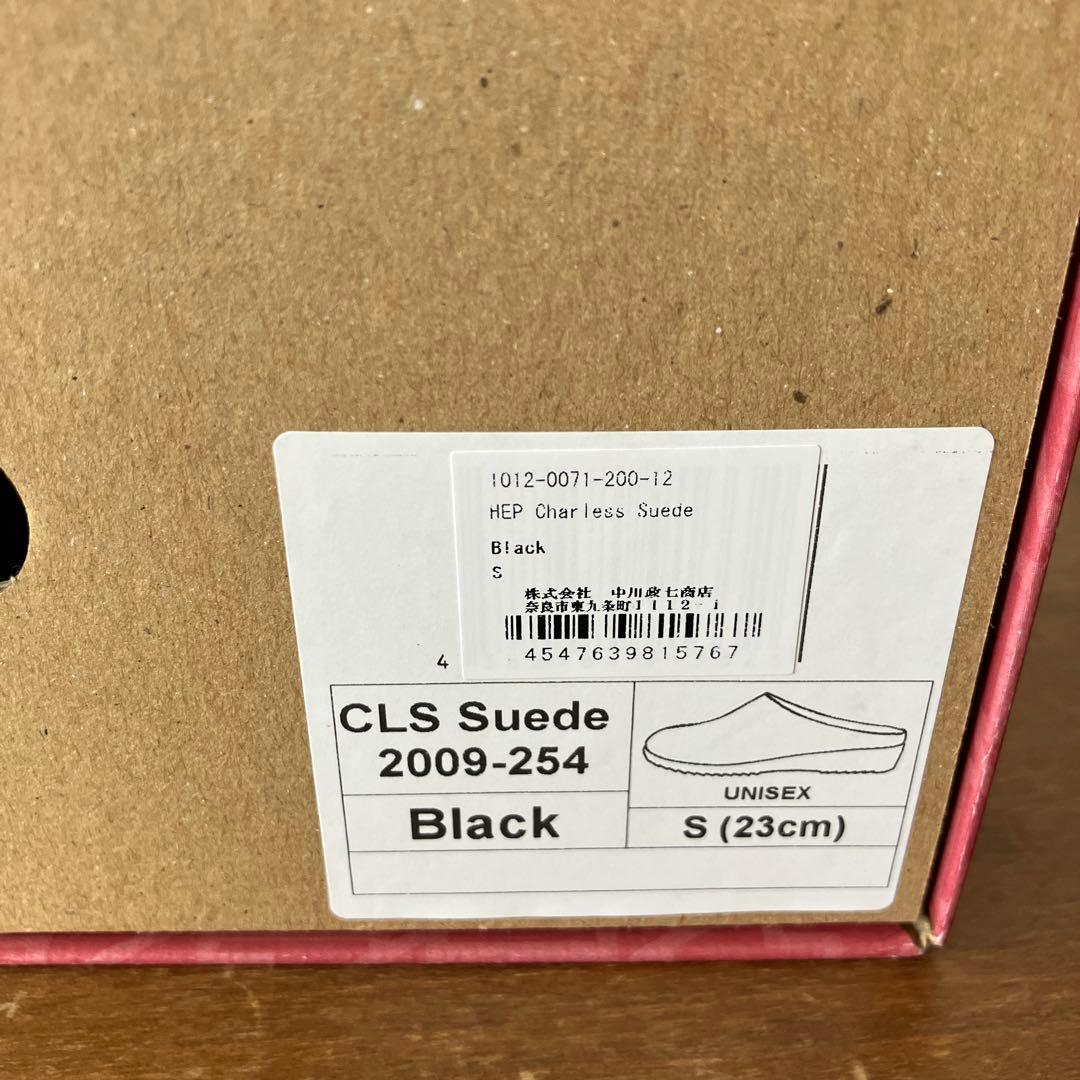 1012-0071-200-12
HEP Charless Suede
Black
S
株式会社 中川政七商店
奈良市東九条町1112-1
4547639815767
4
CLS Suede
2009-254
Black
UNISEX
S (23cm)